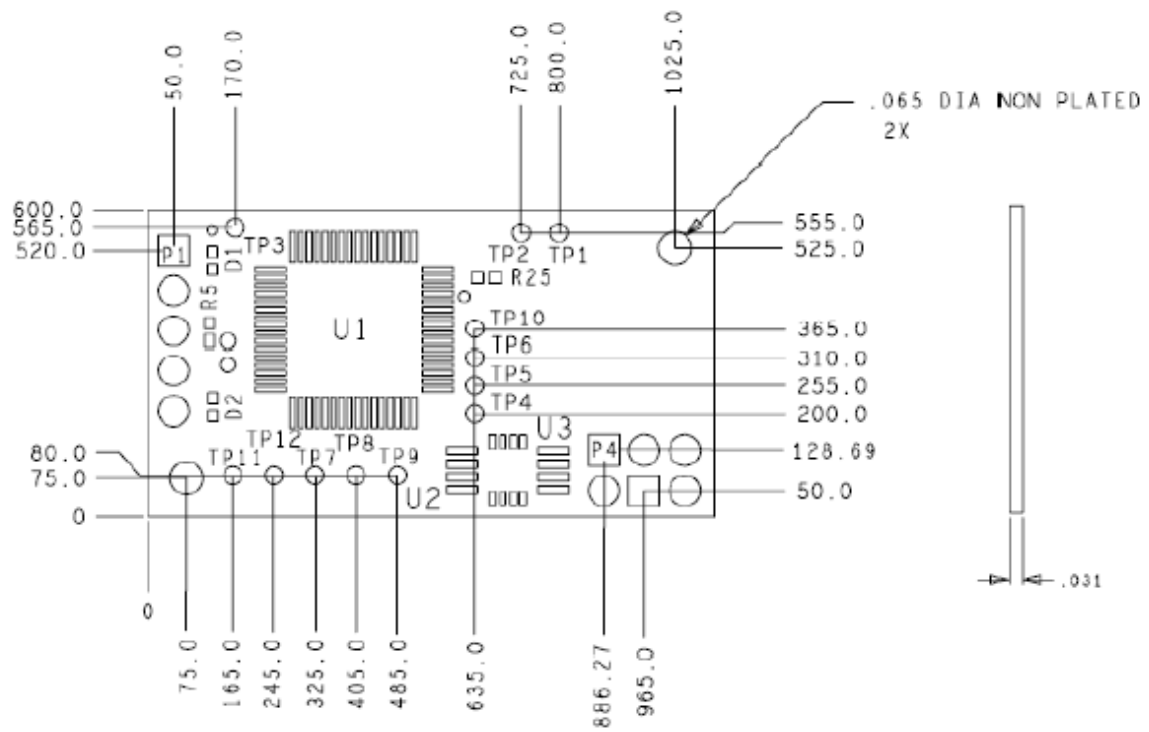 50.0
170.0
725.0
800.0
1025.0
.065 DIA NON PLATED
2X
600.0
565.0
520.0
P1
TP3
D1
TP2 TP1
555.0
525.0
R25
R5
U1
TP10
365.0
TP6
310.0
TP5
255.0
TP4
200.0
D2
U3
TP12
TP8
80.0
TP11
TP7
TP9
P4
128.69
75.0
U2
50.0
0
0
.031
75.0
165.0
245.0
325.0
405.0
485.0
635.0
886.27
965.0